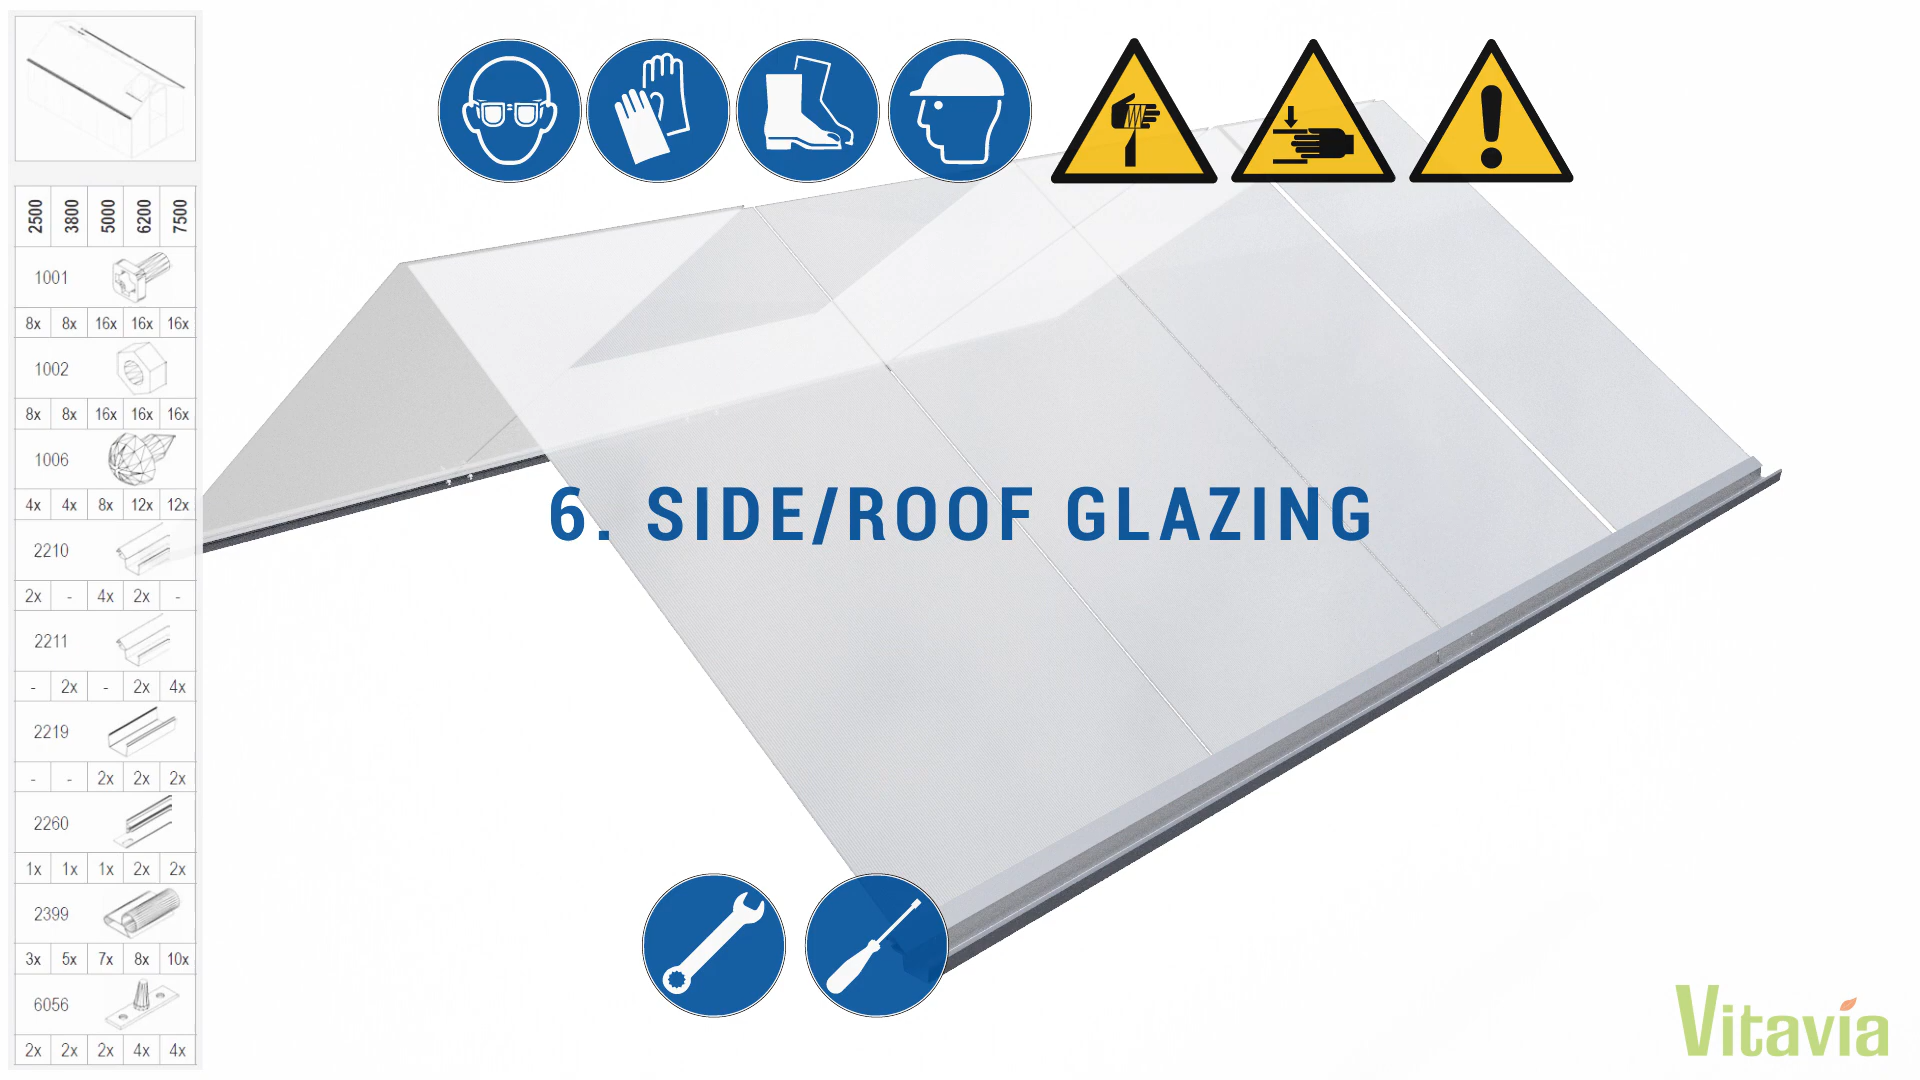 2500 3800 5000 6200 7500
1001
8x 8x 16x 16x 16x
1002
8x 8x 16x 16x 16x
1006
4x 4x 8x 12x 12x
2210
2x - 4x 2x -
2211
- 2x - 2x 4x
2219
- - 2x 2x 2x
2260
1x 1x 1x 2x 2x
2399
3x 5x 7x 8x 10x
6056
2x 2x 2x 4x 4x
6. SIDE/ROOF GLAZING
Vitavia